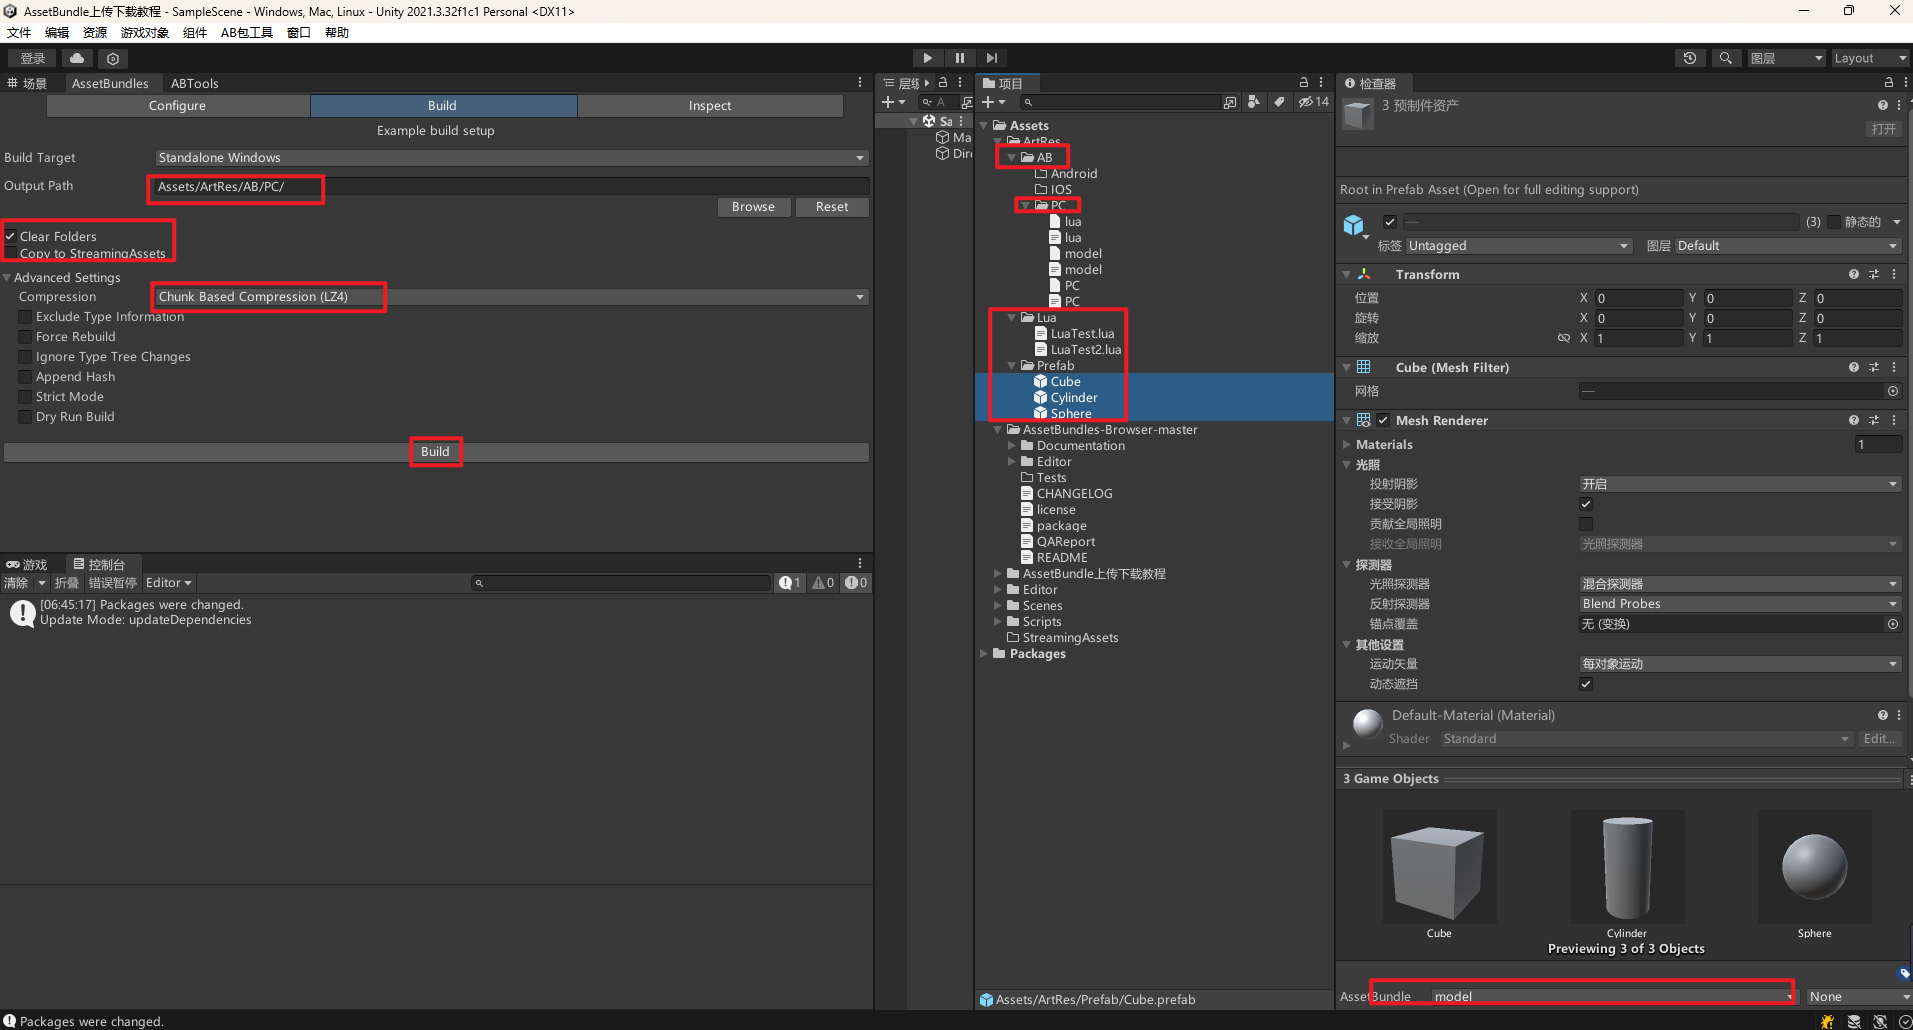 AssetBundle上传下载教程 - SampleScene - Windows, Mac, Linux - Unity 2021.3.32f1c1 Personal <DX11>
文件 编辑 资源 游戏对象 组件 AB包工具 窗口 帮助
登录
图层 Layout
场景 AssetBundles ABTools
Configure Build Inspect
Example build setup
Build Target Standalone Windows
Output Path Assets/ArtRes/AB/PC/
Browse Reset
Clear Folders
Copy to StreamingAssets
Advanced Settings
Compression Chunk Based Compression (LZ4)
Exclude Type Information
Force Rebuild
Ignore Type Tree Changes
Append Hash
Strict Mode
Dry Run Build
Build
游戏 控制台
清除 折叠 错误暂停 Editor 1 0 0
[06:45:17] Packages were changed.
Update Mode: updateDependencies
层级
A
Sa
Ma
Dire
项目
14
Assets
ArtRes
AB
Android
IOS
PC
lua
lua
model
model
PC
PC
Lua
LuaTest.lua
LuaTest2.lua
Prefab
Cube
Cylinder
Sphere
AssetBundles-Browser-master
Documentation
Editor
Tests
CHANGELOG
license
package
QAReport
README
AssetBundle上传下载教程
Editor
Scenes
Scripts
StreamingAssets
Packages
Assets/ArtRes/Prefab/Cube.prefab
检查器
3 预制件资产
打开
Root in Prefab Asset (Open for full editing support)
— (3) 静态的
标签 Untagged 图层 Default
Transform
位置 X 0 Y 0 Z 0
旋转 X 0 Y 0 Z 0
缩放 X 1 Y 1 Z 1
Cube (Mesh Filter)
网格 —
Mesh Renderer
Materials 1
光照
投射阴影 开启
接受阴影
贡献全局照明
接收全局照明 光照探测器
探测器
光照探测器 混合探测器
反射探测器 Blend Probes
锚点覆盖 无 (变换)
其他设置
运动矢量 每对象运动
动态遮挡
Default-Material (Material)
Shader Standard Edit...
3 Game Objects
Cube Cylinder Sphere
Previewing 3 of 3 Objects
AssetBundle model None
Packages were changed.